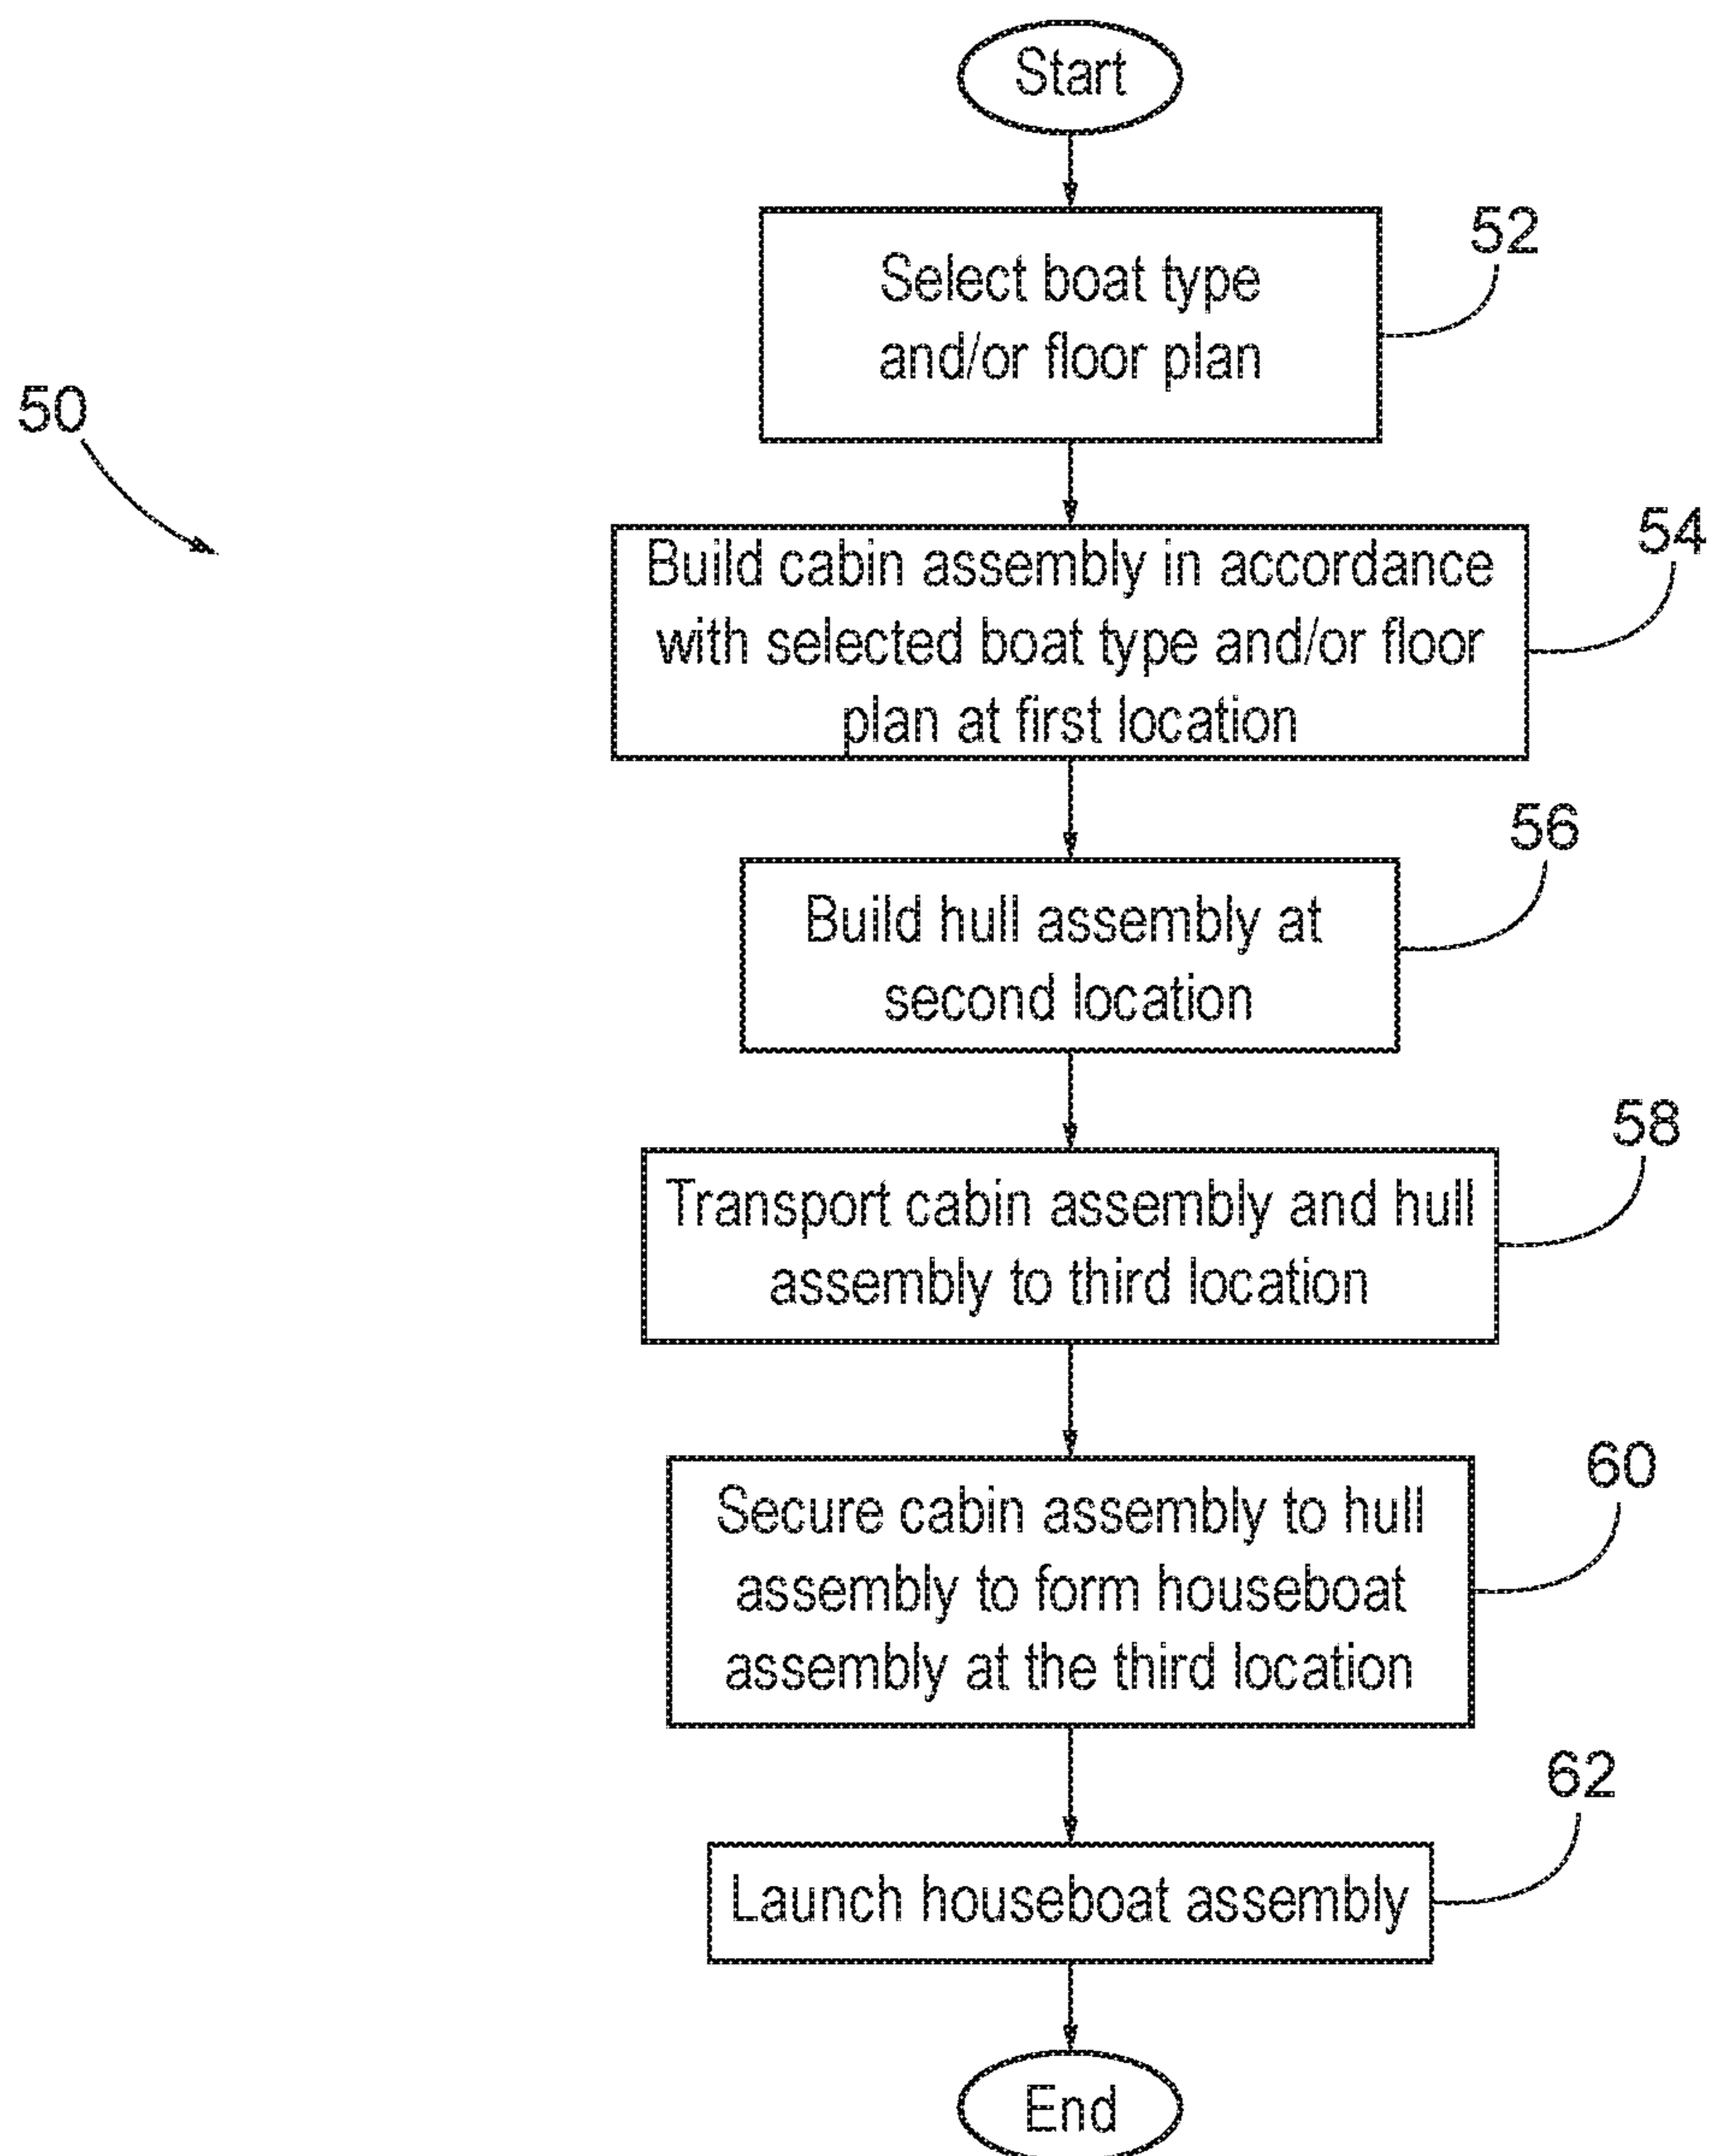 Start
52
Select boat type
and/or floor plan
50
54
Build cabin assembly in accordance
with selected boat type and/or floor
plan at first location
56
Build hull assembly at
second location
58
Transport cabin assembly and hull
assembly to third location
60
Secure cabin assembly to hull
assembly to form houseboat
assembly at the third location
62
Launch houseboat assembly
End